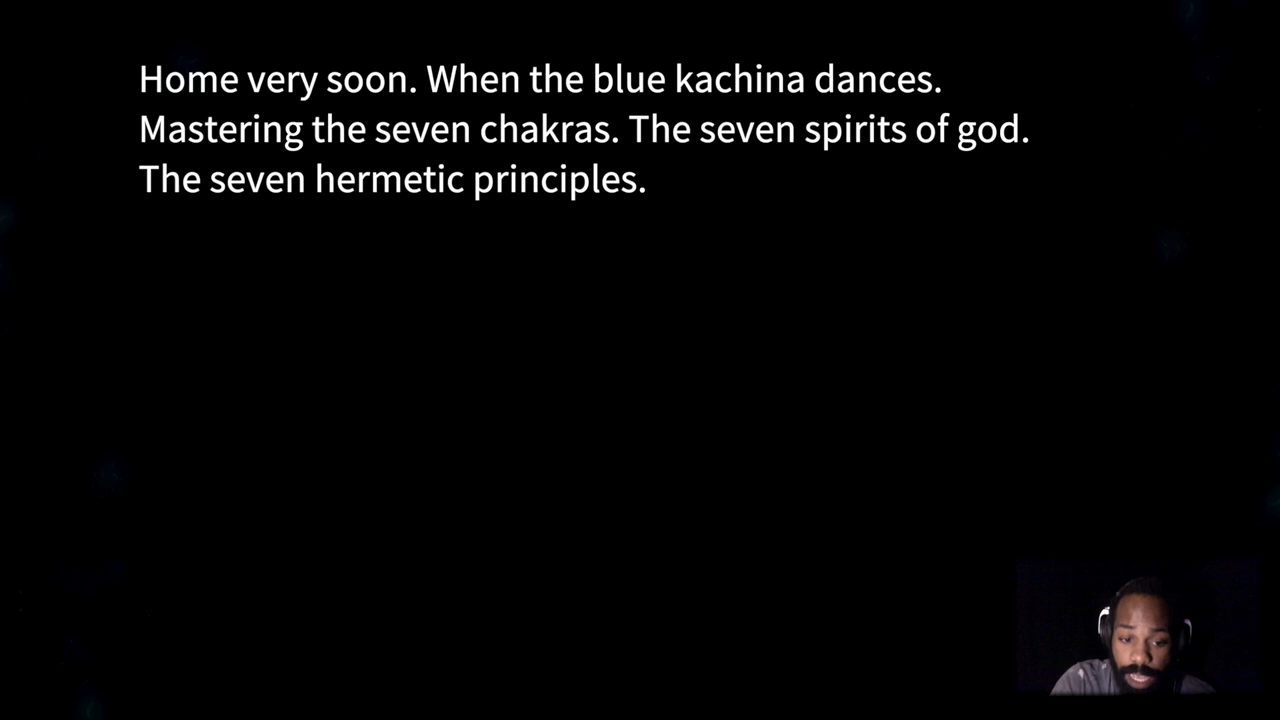 Home very soon. When the blue kachina dances.
Mastering the seven chakras. The seven spirits of god.
The seven hermetic principles.